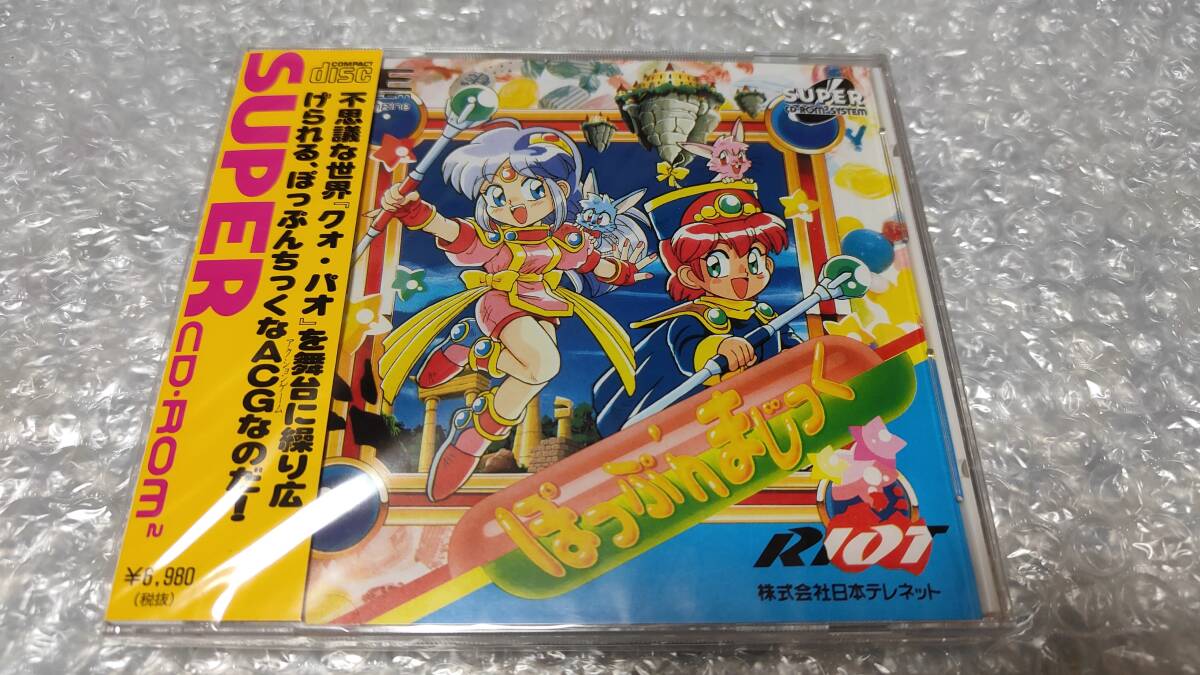 COMPACT
disc
SUPER
CD-ROM²
不思議な世界『クォ・パオ』を舞台に繰り広
げられる、ぽっぷんちっくなACGなのだ!
アクションゲーム
¥6,980
(税抜)
SUPER
CD-ROM² SYSTEM
ぽっぷるまじっく
RIOT
株式会社日本テレネット